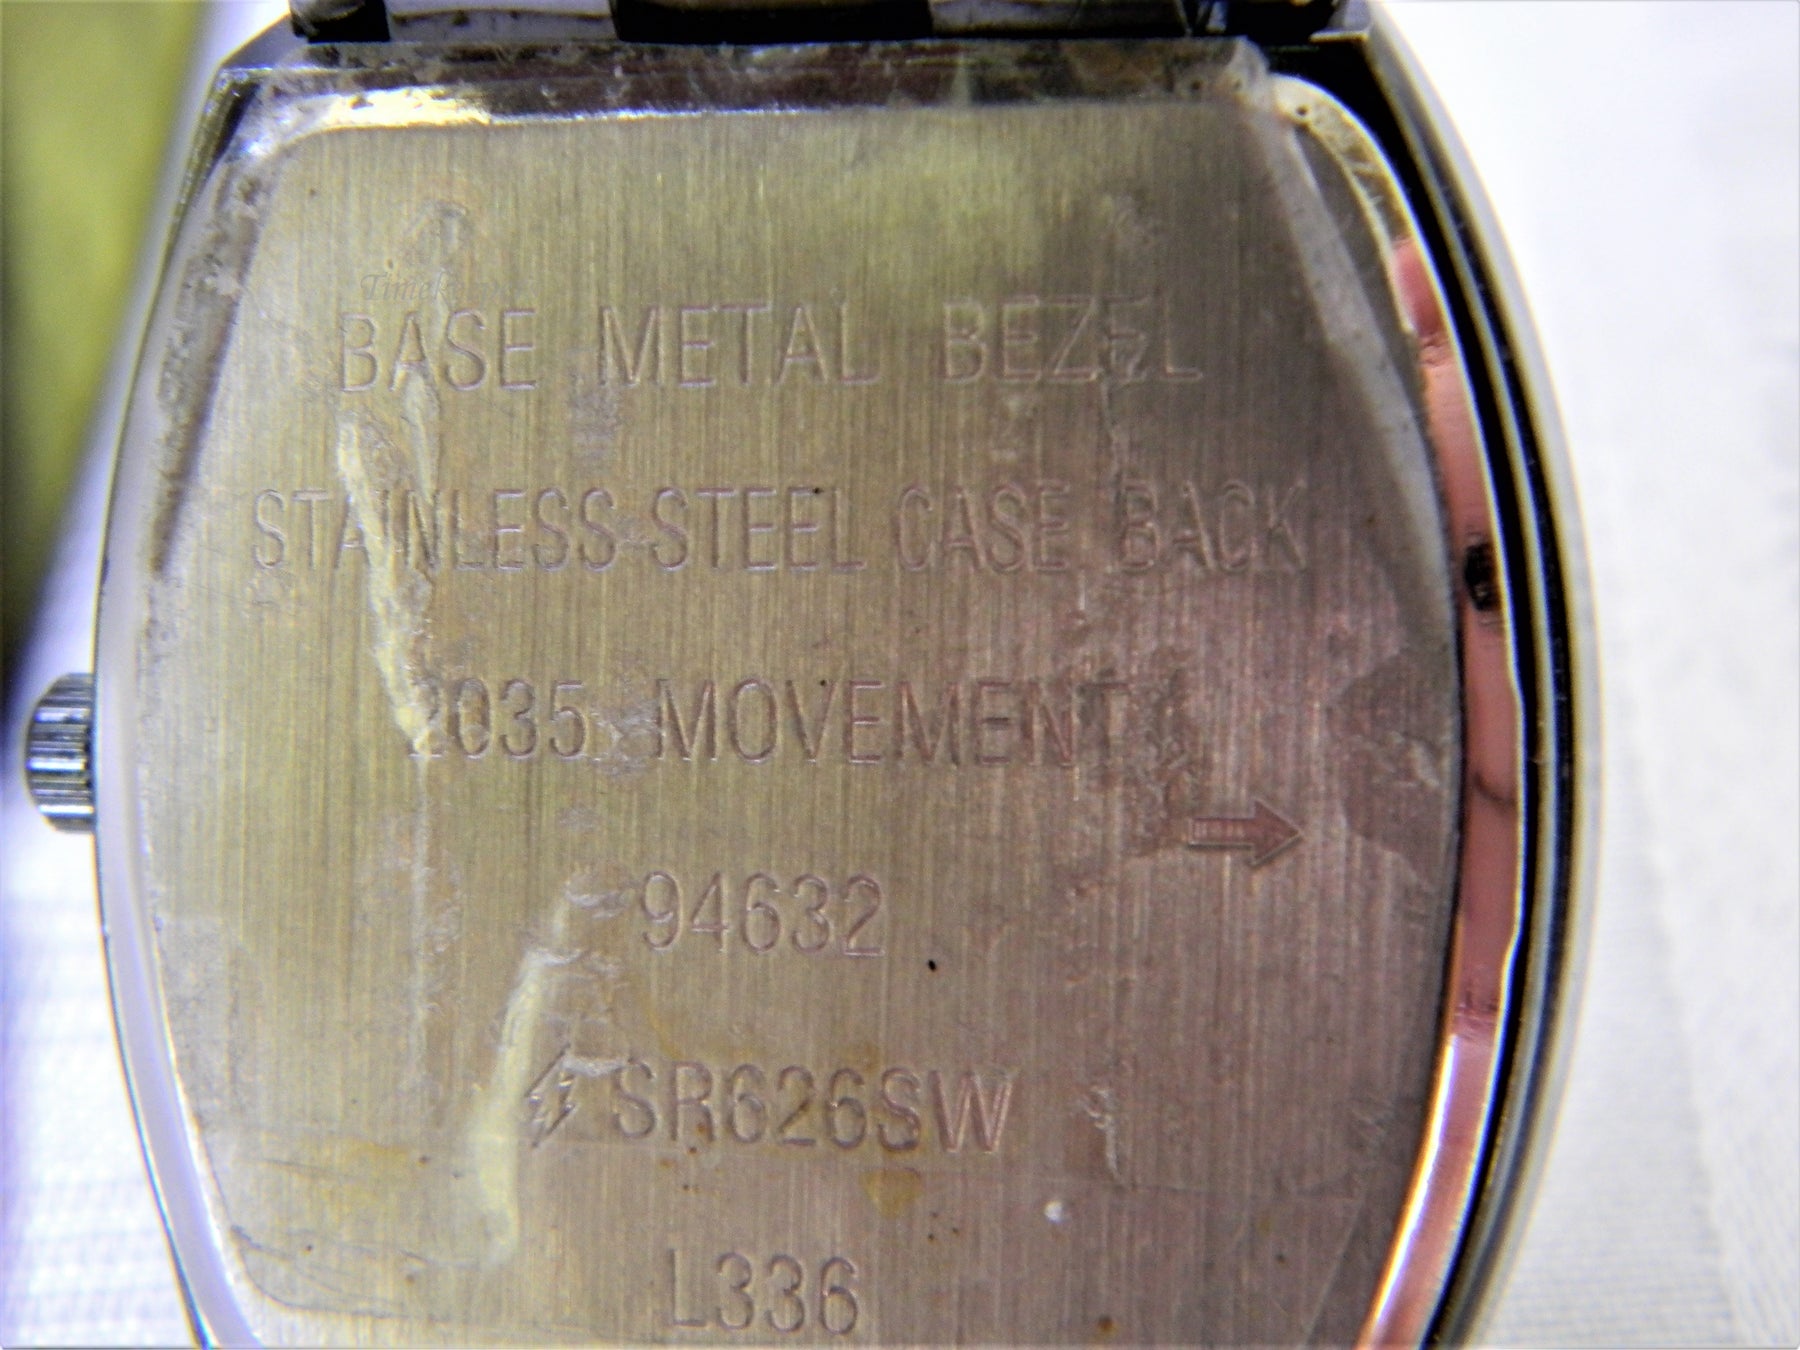 BASE METAL BEZEL
STAINLESS STEEL CASE BACK
2035 MOVEMENT
94632
SR626SW
L336